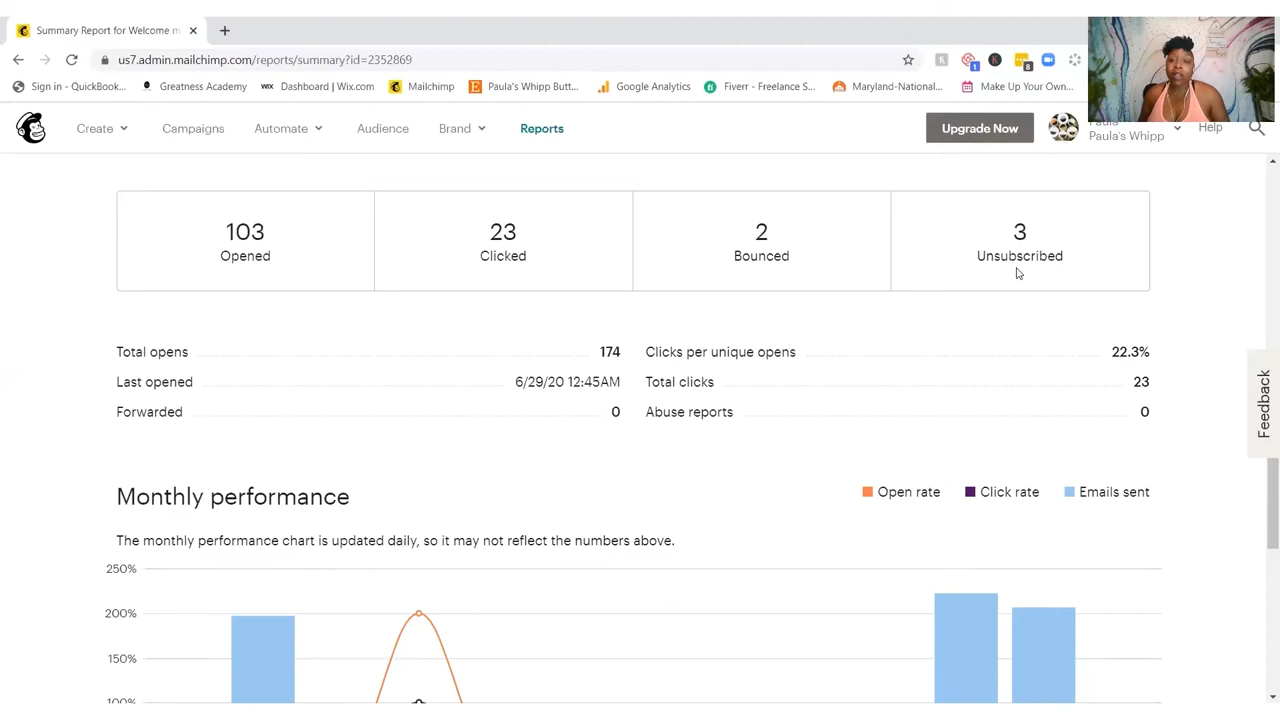 Summary Report for Welcome m
us7.admin.mailchimp.com/reports/summary?id=2352869
1
8
Sign in - QuickBook...
Greatness Academy
WIX Dashboard | Wix.com
Mailchimp
Paula's Whipp Butt...
Google Analytics
Fiverr - Freelance S...
Maryland-National...
Make Up Your Own...
Create
Campaigns
Automate
Audience
Brand
Reports
Upgrade Now
Paula's Whipp
Help
103
Opened
23
Clicked
2
Bounced
3
Unsubscribed
Total opens 174
Clicks per unique opens 22.3%
Last opened 6/29/20 12:45AM
Total clicks 23
Forwarded 0
Abuse reports 0
Feedback
Monthly performance
Open rate
Click rate
Emails sent
The monthly performance chart is updated daily, so it may not reflect the numbers above.
250%
200%
150%
100%